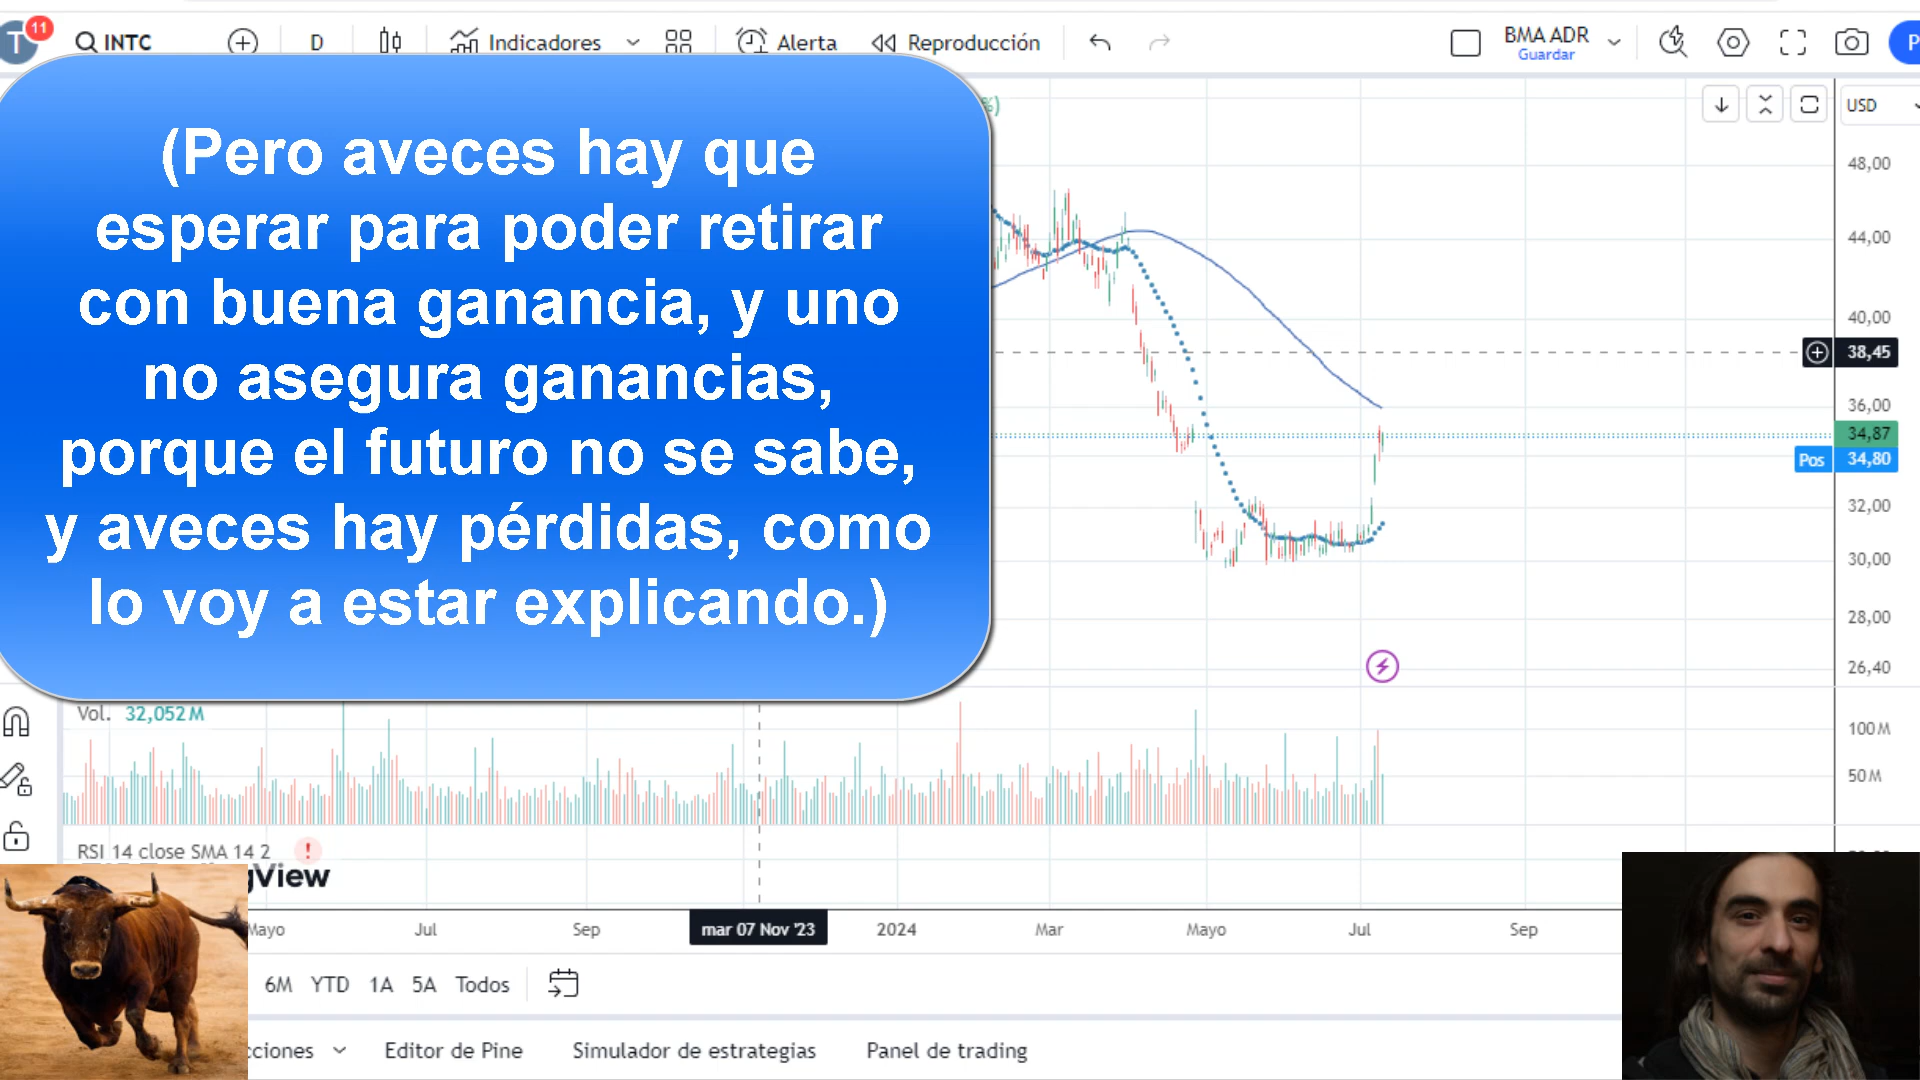 T 11 INTC D Indicadores Alerta Reproducción BMA ADR
Guardar
%) USD
(Pero aveces hay que
esperar para poder retirar
con buena ganancia, y uno
no asegura ganancias,
porque el futuro no se sabe,
y aveces hay pérdidas, como
lo voy a estar explicando.)
48,00
44,00
40,00
38,45
36,00
34,87
Pos 34,80
32,00
30,00
28,00
26,40
Vol. 32,052 M
100 M
50 M
RSI 14 close SMA 14 2 !
View
Mayo Jul Sep mar 07 Nov '23 2024 Mar Mayo Jul Sep
6M YTD 1A 5A Todos
cciones Editor de Pine Simulador de estrategias Panel de trading